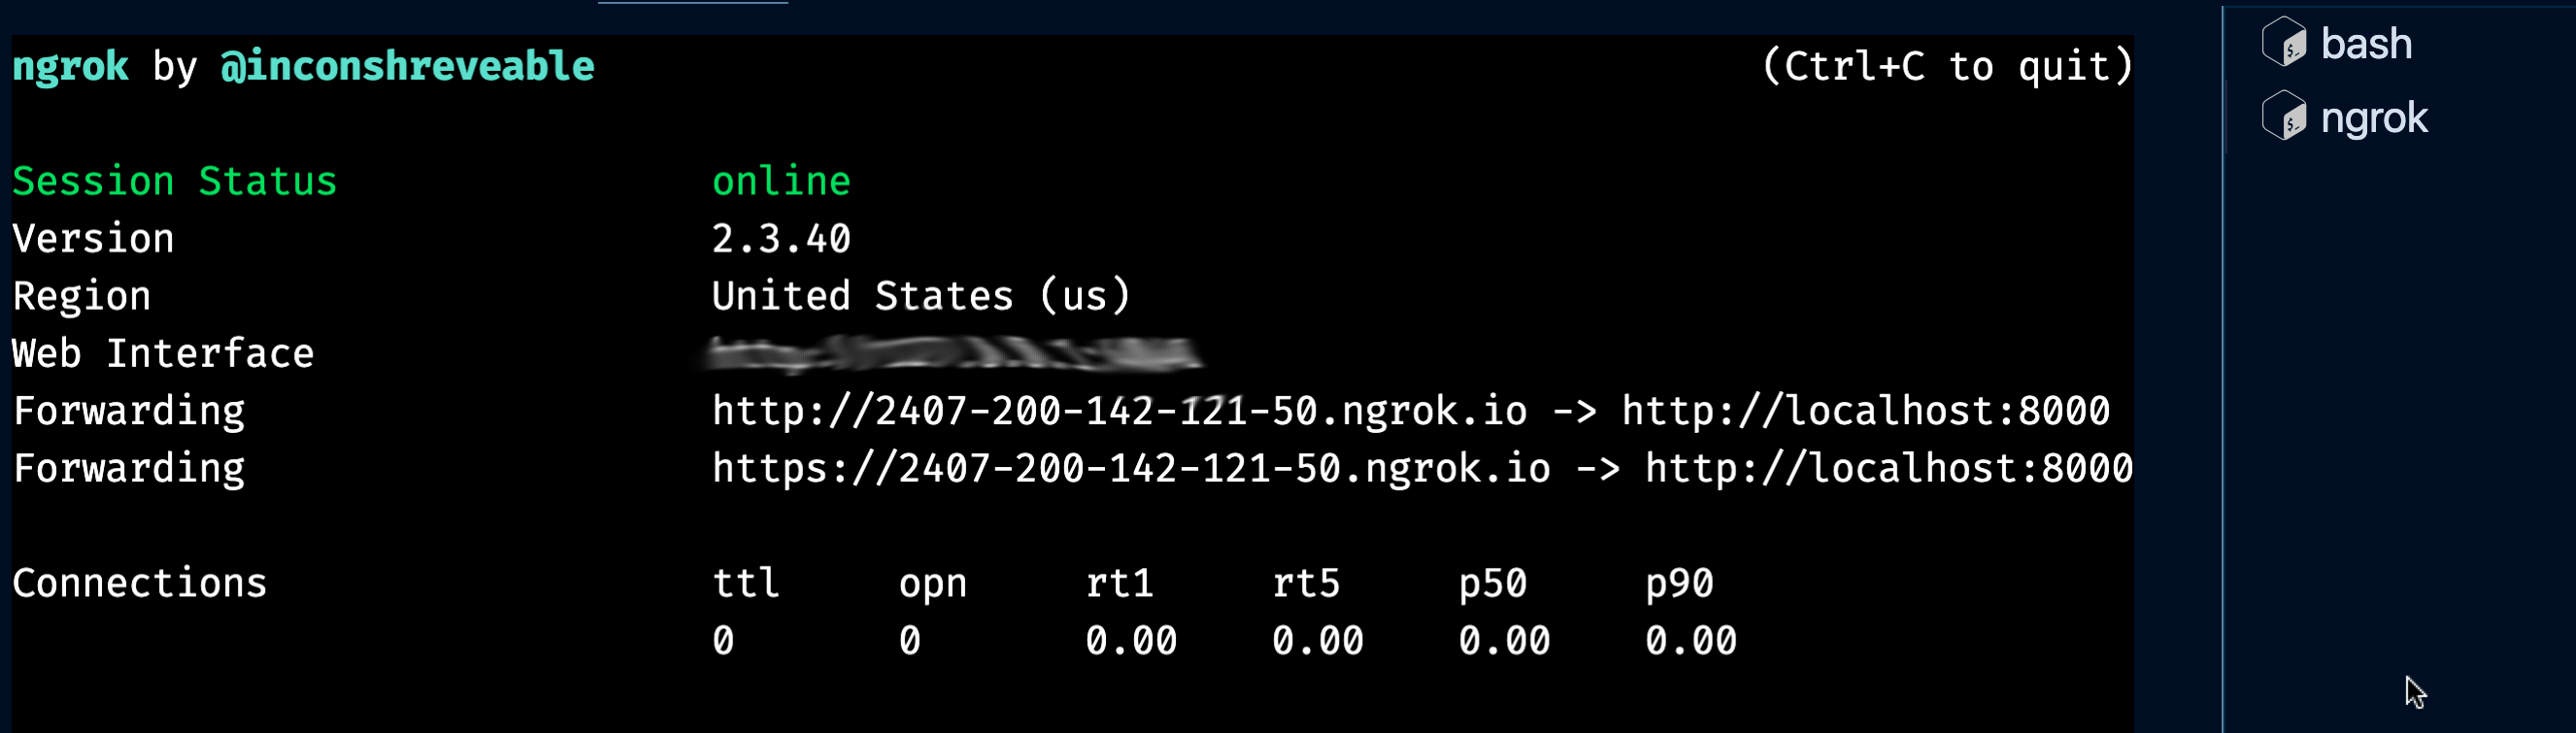 ngrok by @inconshreveable (Ctrl+C to quit)
Session Status online
Version 2.3.40
Region United States (us)
Web Interface
Forwarding http://2407-200-142-121-50.ngrok.io -> http://localhost:8000
Forwarding https://2407-200-142-121-50.ngrok.io -> http://localhost:8000
Connections ttl opn rt1 rt5 p50 p90
0 0 0.00 0.00 0.00 0.00
bash
ngrok